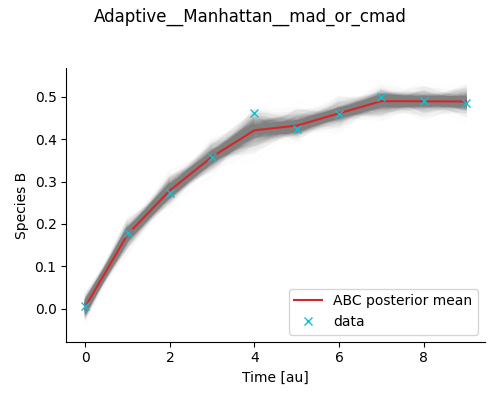 Adaptive__Manhattan__mad_or_cmad
0.5
0.4
0.3
0.2
0.1
0.0
Species B
ABC posterior mean
data
0 2 4 6 8
Time [au]